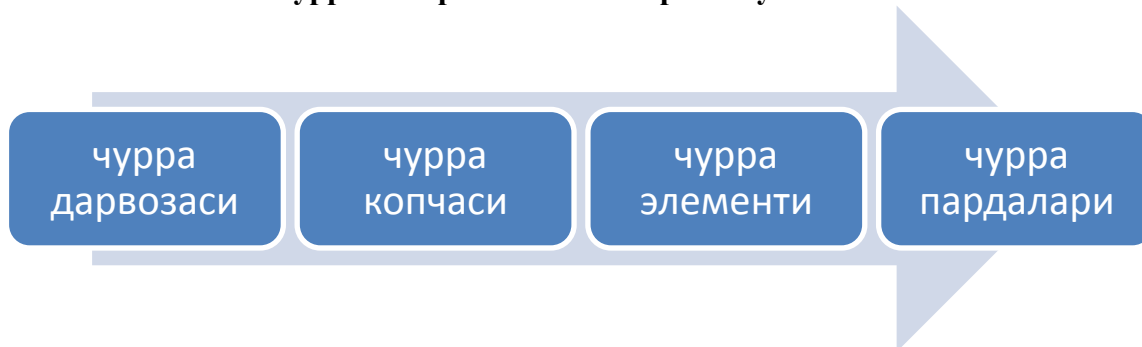 чурра
дарвозаси
чурра
копчаси
чурра
элементи
чурра
пардалари